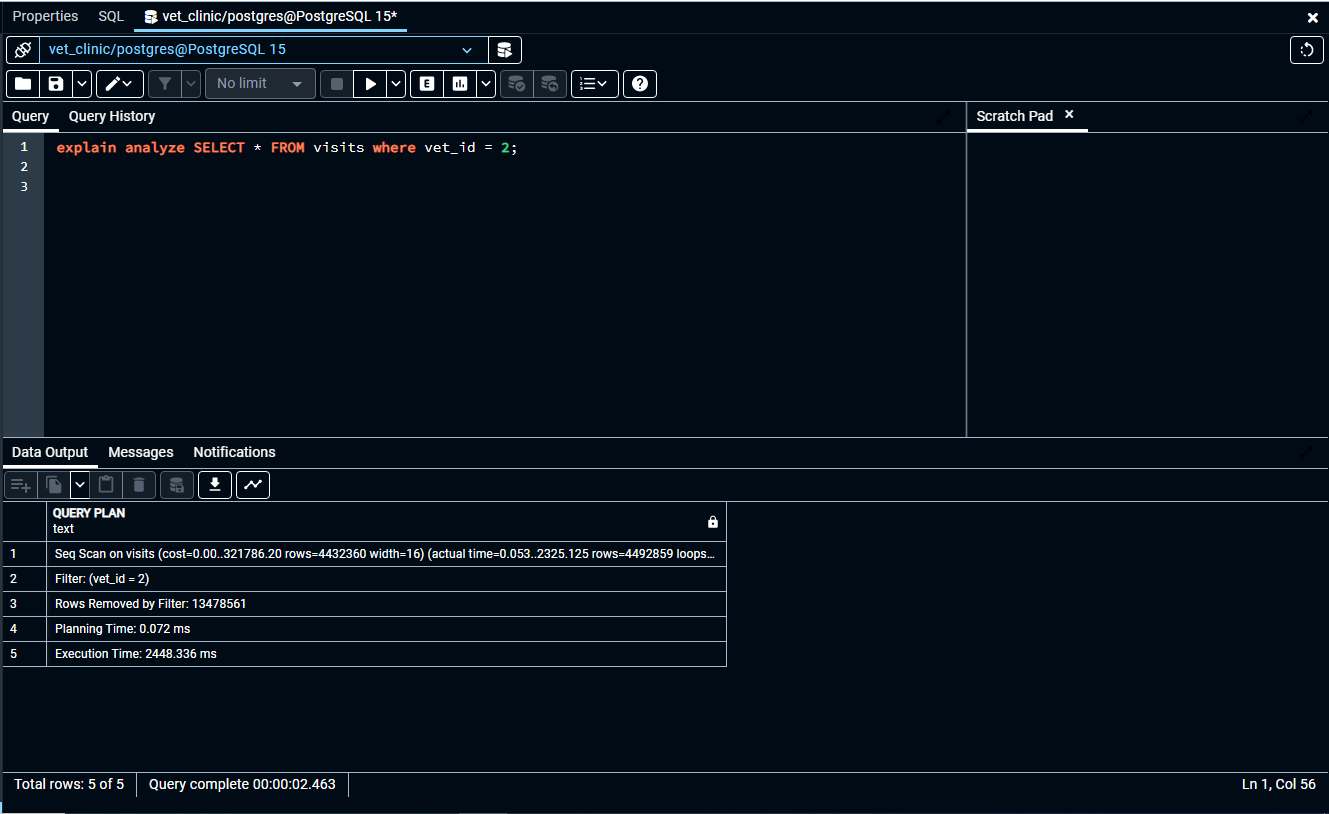 Properties SQL vet_clinic/postgres@PostgreSQL 15*
vet_clinic/postgres@PostgreSQL 15
No limit
E
Query Query History
Scratch Pad
1 explain analyze SELECT * FROM visits where vet_id = 2;
2
3
Data Output Messages Notifications
QUERY PLAN
text
1 Seq Scan on visits (cost=0.00..321786.20 rows=4432360 width=16) (actual time=0.053..2325.125 rows=4492859 loops…
2 Filter: (vet_id = 2)
3 Rows Removed by Filter: 13478561
4 Planning Time: 0.072 ms
5 Execution Time: 2448.336 ms
Total rows: 5 of 5 Query complete 00:00:02.463 Ln 1, Col 56